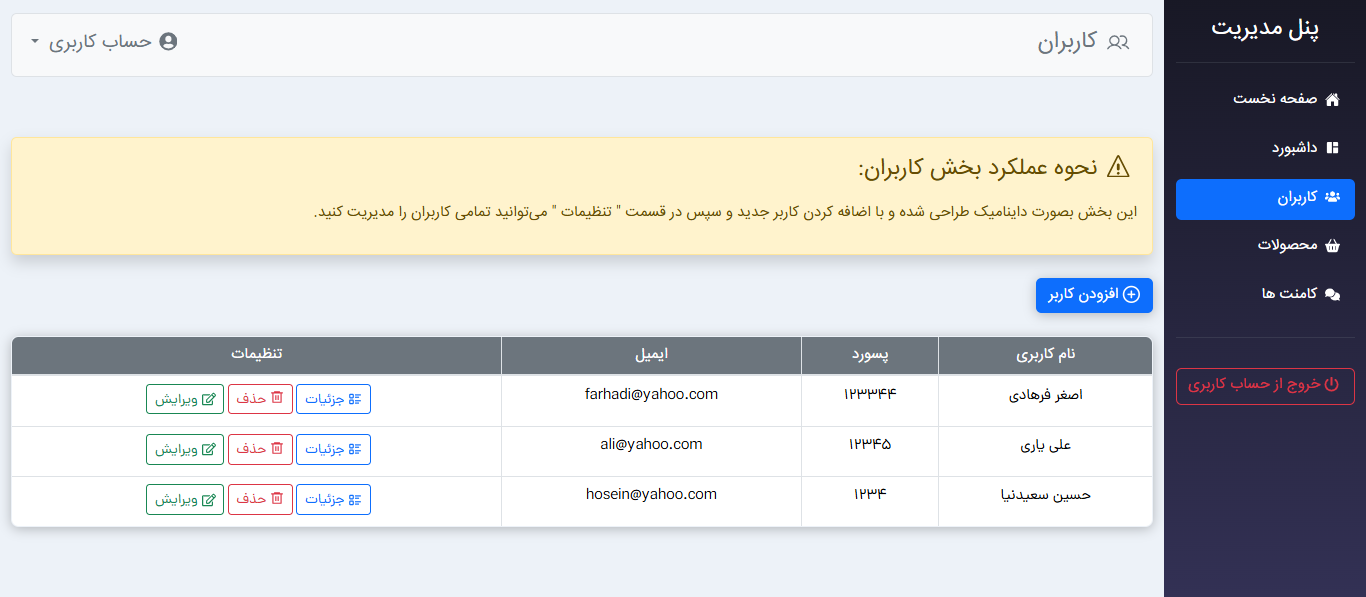 پنل مدیریت
صفحه نخست
داشبورد
کاربران
محصولات
کامنت ها
خروج از حساب کاربری
کاربران
حساب کاربری
نحوه عملکرد بخش کاربران:
این بخش بصورت داینامیک طراحی شده و با اضافه کردن کاربر جدید و سپس در قسمت " تنظیمات " می‌توانید تمامی کاربران را مدیریت کنید.
افزودن کاربر
نام کاربری پسورد ایمیل تنظیمات
اصغر فرهادی ۱۲۳۳۴۴ farhadi@yahoo.com جزئیات حذف ویرایش
علی یاری ۱۲۳۴۵ ali@yahoo.com جزئیات حذف ویرایش
حسین سعیدنیا ۱۲۳۴ hosein@yahoo.com جزئیات حذف ویرایش